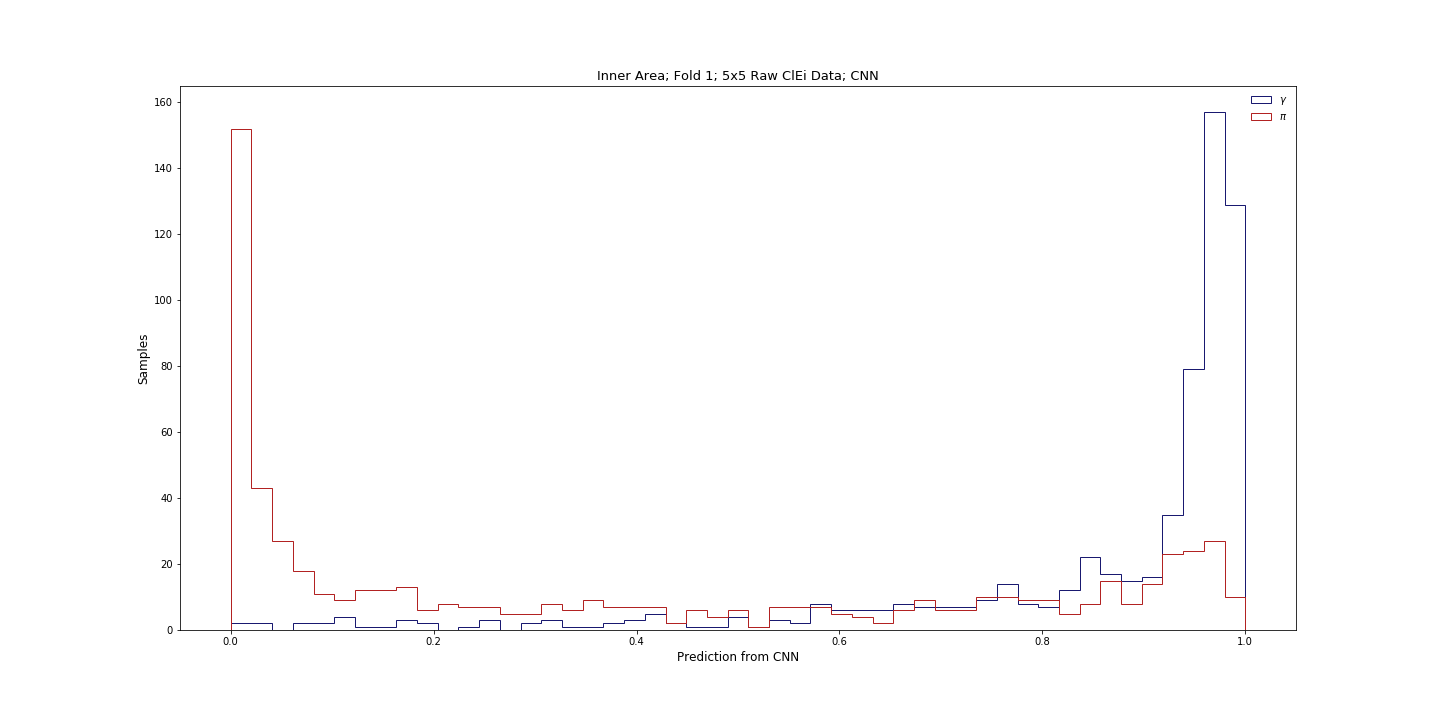 Inner Area; Fold 1; 5x5 Raw ClEi Data; CNN
γ
π
160
140
120
100
80
60
40
20
0
Samples
0.0 0.2 0.4 0.6 0.8 1.0
Prediction from CNN